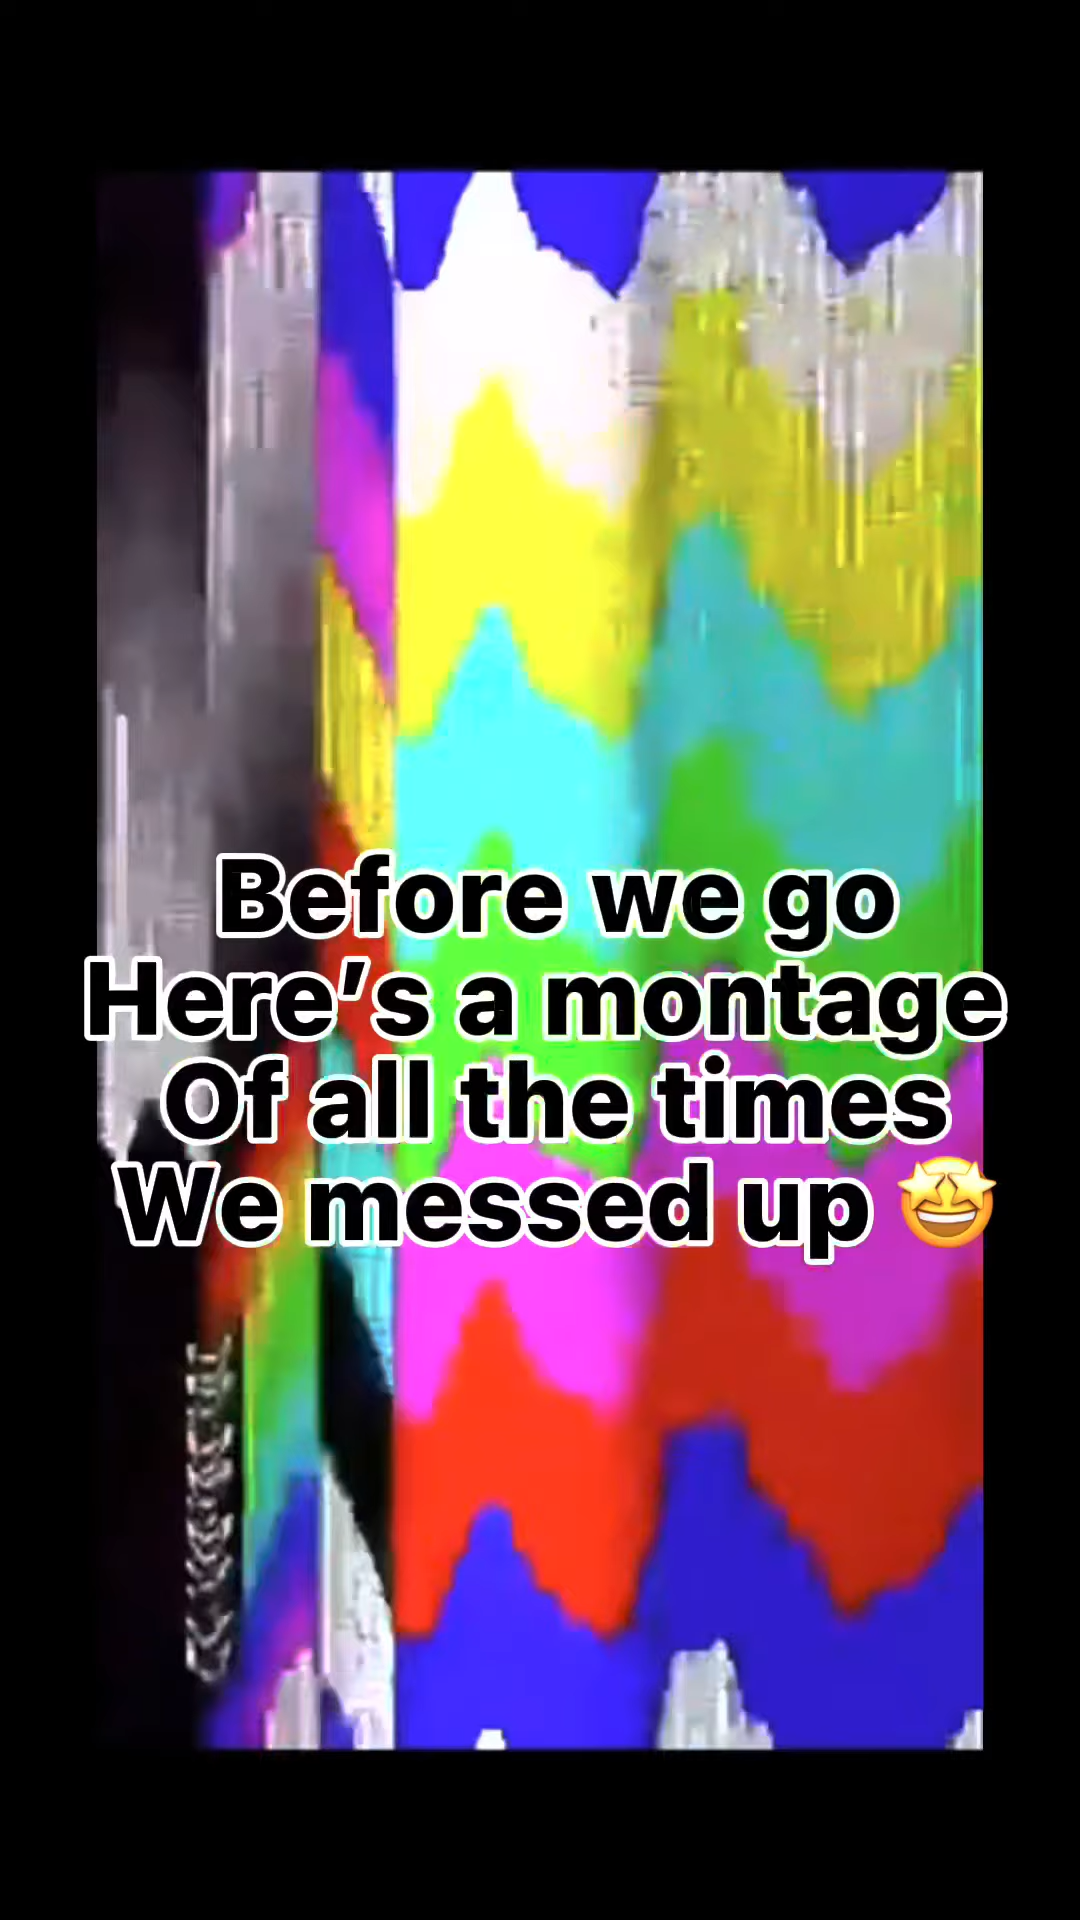 Before we go
Here’s a montage
Of all the times
We messed up 🤩